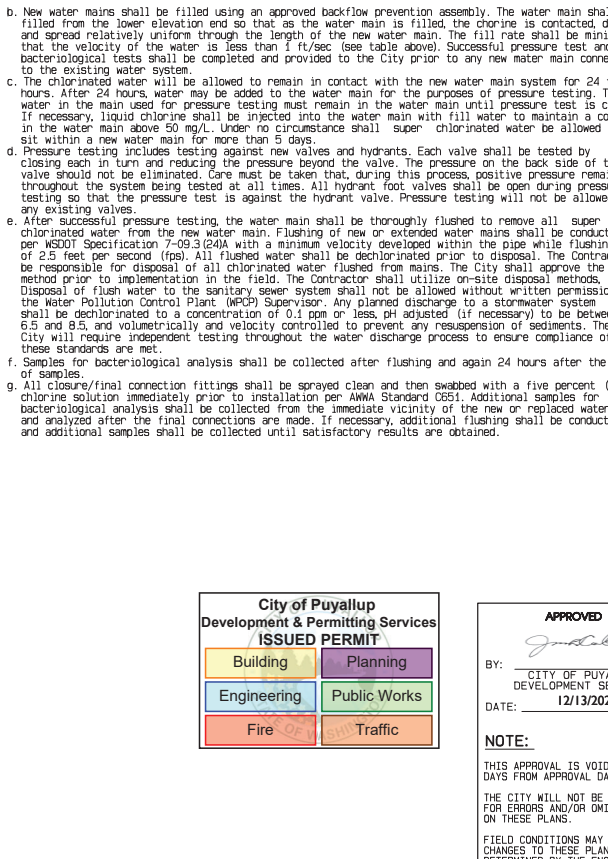 b. New water mains shall be filled using an approved backflow prevention assembly. The water main
filled from the lower elevation end so that as the water main is filled, the chorine is contacted,
and spread relatively uniform through the length of the new water main. The fill rate shall be
that the velocity of the water is less than 1 ft/sec (see table above). Successful pressure test
bacteriological tests shall be completed and provided to the City prior to any new mater main
to the existing water system.
c. The chlorinated water will be allowed to remain in contact with the new water main system for 24
hours. After 24 hours, water may be added to the water main for the purposes of pressure testing.
water in the main used for pressure testing must remain in the water main until pressure test is
If necessary, liquid chlorine shall be injected into the water main with fill water to maintain a
in the water main above 50 mg/L. Under no circumstance shall super chlorinated water be allowed
sit within a new water main for more than 5 days.
d. Pressure testing includes testing against new valves and hydrants. Each valve shall be tested by
closing each in turn and reducing the pressure beyond the valve. The pressure on the back side of
valve should not be eliminated. Care must be taken that, during this process, positive pressure
throughout the system being tested at all times. All hydrant foot valves shall be open during
testing so that the pressure is against the hydrant valve. Pressure testing will not be
any existing valves.
e. After successful pressure testing, the water main shall be thoroughly flushed to remove all super
chlorinated water from the new water main. Flushing of new or extended water mains shall be
per WSDOT Specification 7-09.3(24)A with a minimum velocity developed within the pipe while
of 2.5 feet per second (fps). All flushed water shall be dechlorinated prior to disposal. The
be responsible for disposal of all chlorinated water flushed from mains. The City shall approve the
method prior to implementation in the field. The Contractor shall utilize on-site disposal methods,
Disposal of flush water to the sanitary sewer system shall not be allowed without written
the Water Pollution Control Plant (WPCP) Supervisor. Any planned discharge to a stormwater system
shall be dechlorinated to a concentration of 0.1 ppm or less, pH adjusted (if necessary) to be
6.5 and 8.5, and volumetrically and velocity controlled to prevent any resuspension of sediments. The
City will require independent testing throughout the water discharge process to ensure compliance
these standards are met.
f. Samples for bacteriological analysis shall be collected after flushing and again 24 hours after the
of samples.
g. All closure/final connection fittings shall be sprayed clean and then swabbed with a five percent
chlorine solution immediately prior to installation per AWWA Standard C651. Additional samples for
bacteriological analysis shall be collected from the immediate vicinity of the new or replaced
and analyzed after the final connections are made. If necessary, additional flushing shall be
and additional samples shall be collected until satisfactory results are obtained.
City of Puyallup
Development & Permitting Services
ISSUED PERMIT
Building Planning
Engineering Public Works
Fire Traffic
APPROVED
BY:
CITY OF
DEVELOPMENT
DATE: 12/13/202
NOTE:
THIS APPROVAL IS VOID
DAYS FROM APPROVAL
THE CITY WILL NOT BE
FOR ERRORS AND/OR
ON THESE PLANS.
FIELD CONDITIONS MAY
CHANGES TO THESE
DETERMINED BY THE